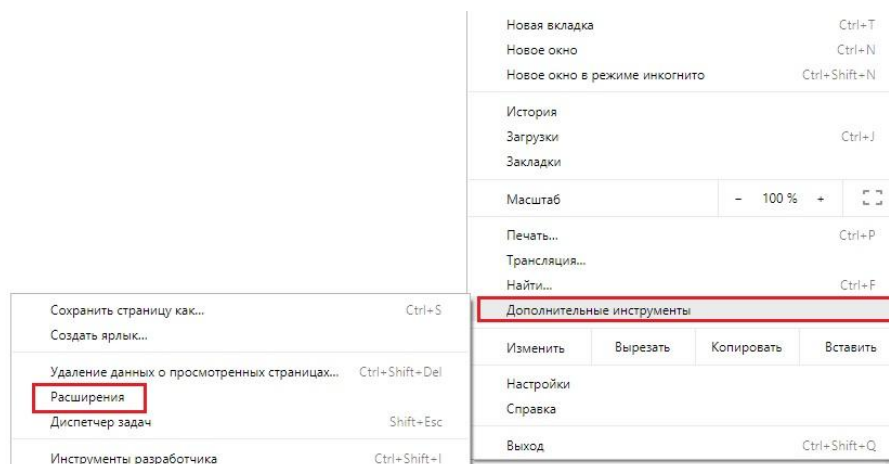 Новая вкладка Ctrl+T
Новое окно Ctrl+N
Новое окно в режиме инкогнито Ctrl+Shift+N
История
Загрузки Ctrl+J
Закладки
Масштаб - 100 % +
Печать... Ctrl+P
Трансляция...
Найти... Ctrl+F
Дополнительные инструменты
Изменить Вырезать Копировать Вставить
Настройки
Справка
Выход Ctrl+Shift+Q
Сохранить страницу как... Ctrl+S
Создать ярлык...
Удаление данных о просмотренных страницах... Ctrl+Shift+Del
Расширения
Диспетчер задач Shift+Esc
Инструменты разработчика Ctrl+Shift+I